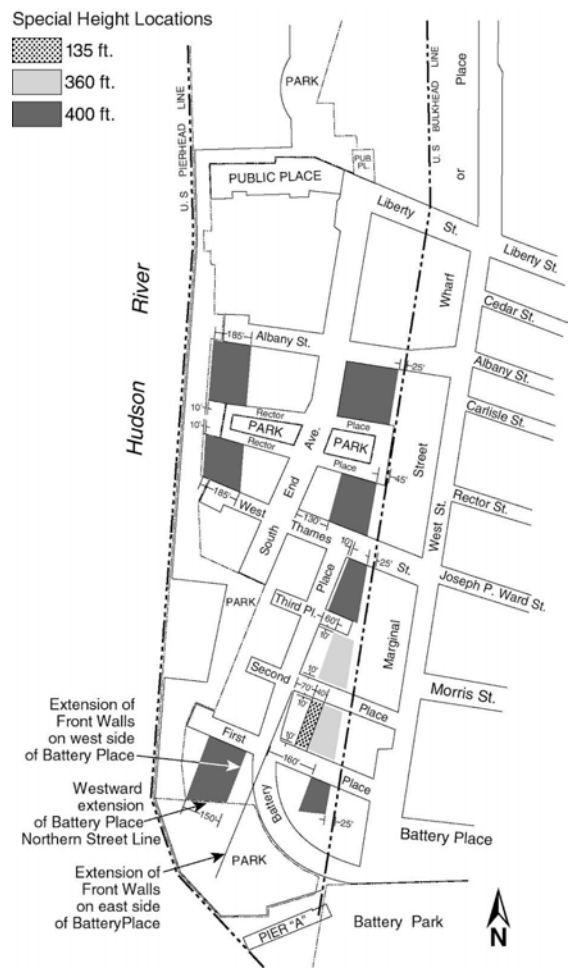 Special Height Locations
135 ft.
360 ft.
400 ft.
U.S PIERHEAD LINE
PARK
U.S BULKHEAD LINE
Place
or
PUB.
PL.
PUBLIC PLACE
Liberty
St.
Liberty St.
Wharf
Cedar St.
Hudson River
185'
Albany St.
25'
Albany St.
Carlisle St.
10'
10'
Rector
PARK
Rector
Place
PARK
Place
South End Ave.
Street
45'
185'
West
130'
Thames
St.
10'
25'
West St.
Rector St.
Joseph P. Ward St.
Place
PARK
Third Pl.
60'
10'
Marginal
10'
Second
Place
70'
40'
10'
Morris St.
Extension of
Front Walls
on west side
of Battery Place
First
10'
Place
160'
Westward
extension
of Battery Place
Northern Street Line
150'
Battery
25'
Battery Place
PARK
Extension of
Front Walls
on east side
of BatteryPlace
PIER "A"
Battery Park
N